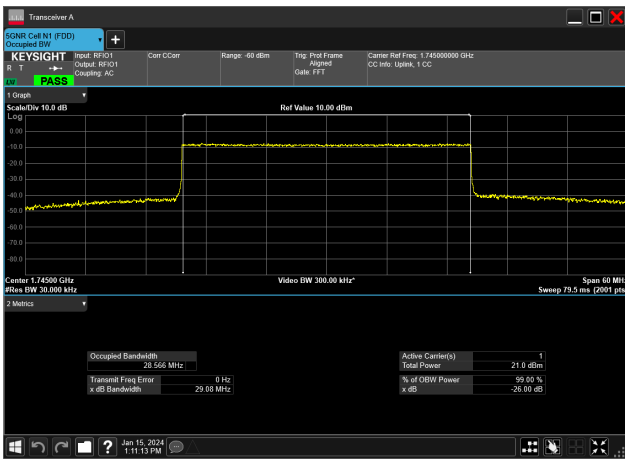 Transceiver A
5GNR Cell N1 (FDD)
Occupied BW
KEYSIGHT
R T
PASS
Input: RFIO1
Output: RFIO1
Coupling: AC
Corr CCorr
Range: -60 dBm
Trig: Prot Frame
Aligned
Gate: FFT
Carrier Ref Freq: 1.745000000 GHz
CC Info: Uplink, 1 CC
1 Graph
Scale/Div 10.0 dB
Ref Value 10.00 dBm
Log
0.00
-10.0
-20.0
-30.0
-40.0
-50.0
-60.0
-70.0
-80.0
Center 1.74500 GHz
Video BW 300.00 kHz*
Span 60 MHz
#Res BW 30.000 kHz
Sweep 79.5 ms (2001 pts
2 Metrics
Occupied Bandwidth
28.566 MHz
Transmit Freq Error 0 Hz
x dB Bandwidth 29.08 MHz
Active Carrier(s) 1
Total Power 21.0 dBm
% of OBW Power 99.00 %
x dB -26.00 dB
?
Jan 15, 2024
1:11:13 PM